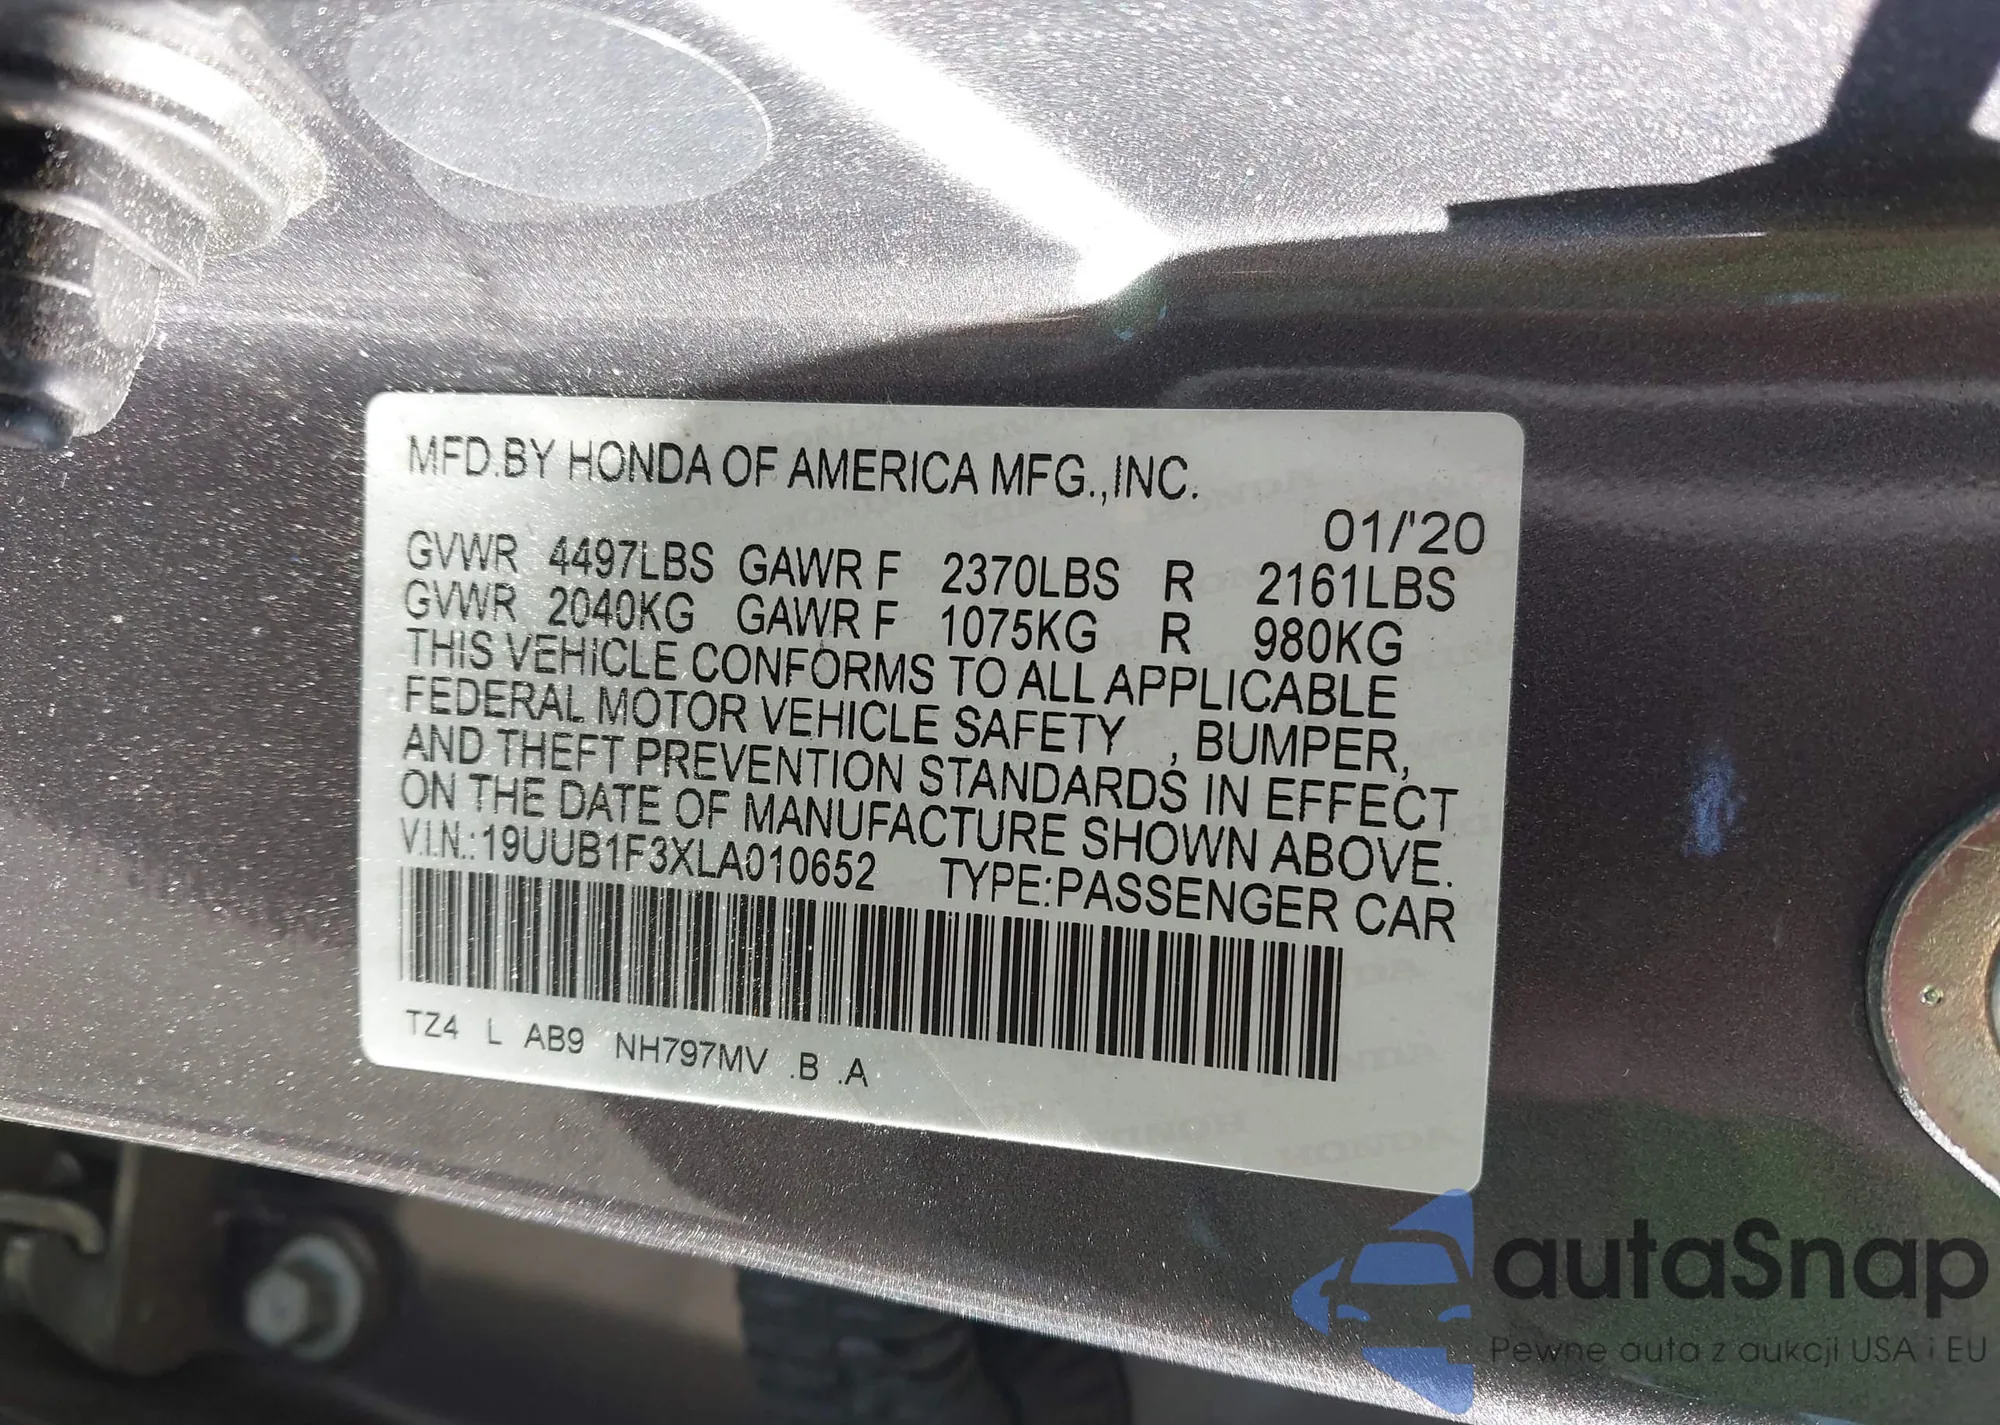 MFD.BY HONDA OF AMERICA MFG.,INC.
01/'20
GVWR 4497LBS GAWR F 2370LBS R 2161LBS
GVWR 2040KG GAWR F 1075KG R 980KG
THIS VEHICLE CONFORMS TO ALL APPLICABLE
FEDERAL MOTOR VEHICLE SAFETY , BUMPER,
AND THEFT PREVENTION STANDARDS IN EFFECT
ON THE DATE OF MANUFACTURE SHOWN ABOVE.
V.I.N.:19UUB1F3XLA010652 TYPE:PASSENGER CAR
TZ4 L AB9 NH797MV .B .A
autaSnap
Pewne auta z aukcji USA i EU